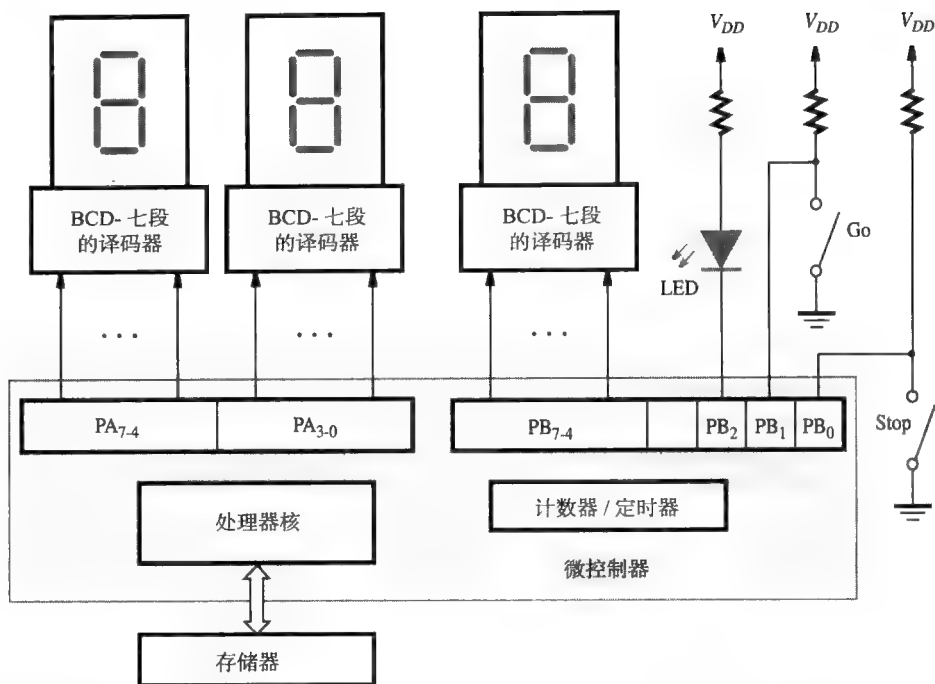 V_DD V_DD V_DD
BCD- 七段
的译码器
BCD- 七段
的译码器
BCD- 七段
的译码器
Go
LED
...
...
...
PA7-4
PA3-0
PB7-4
PB2
PB1
PB0
Stop
处理器核
计数器 / 定时器
微控制器
存储器